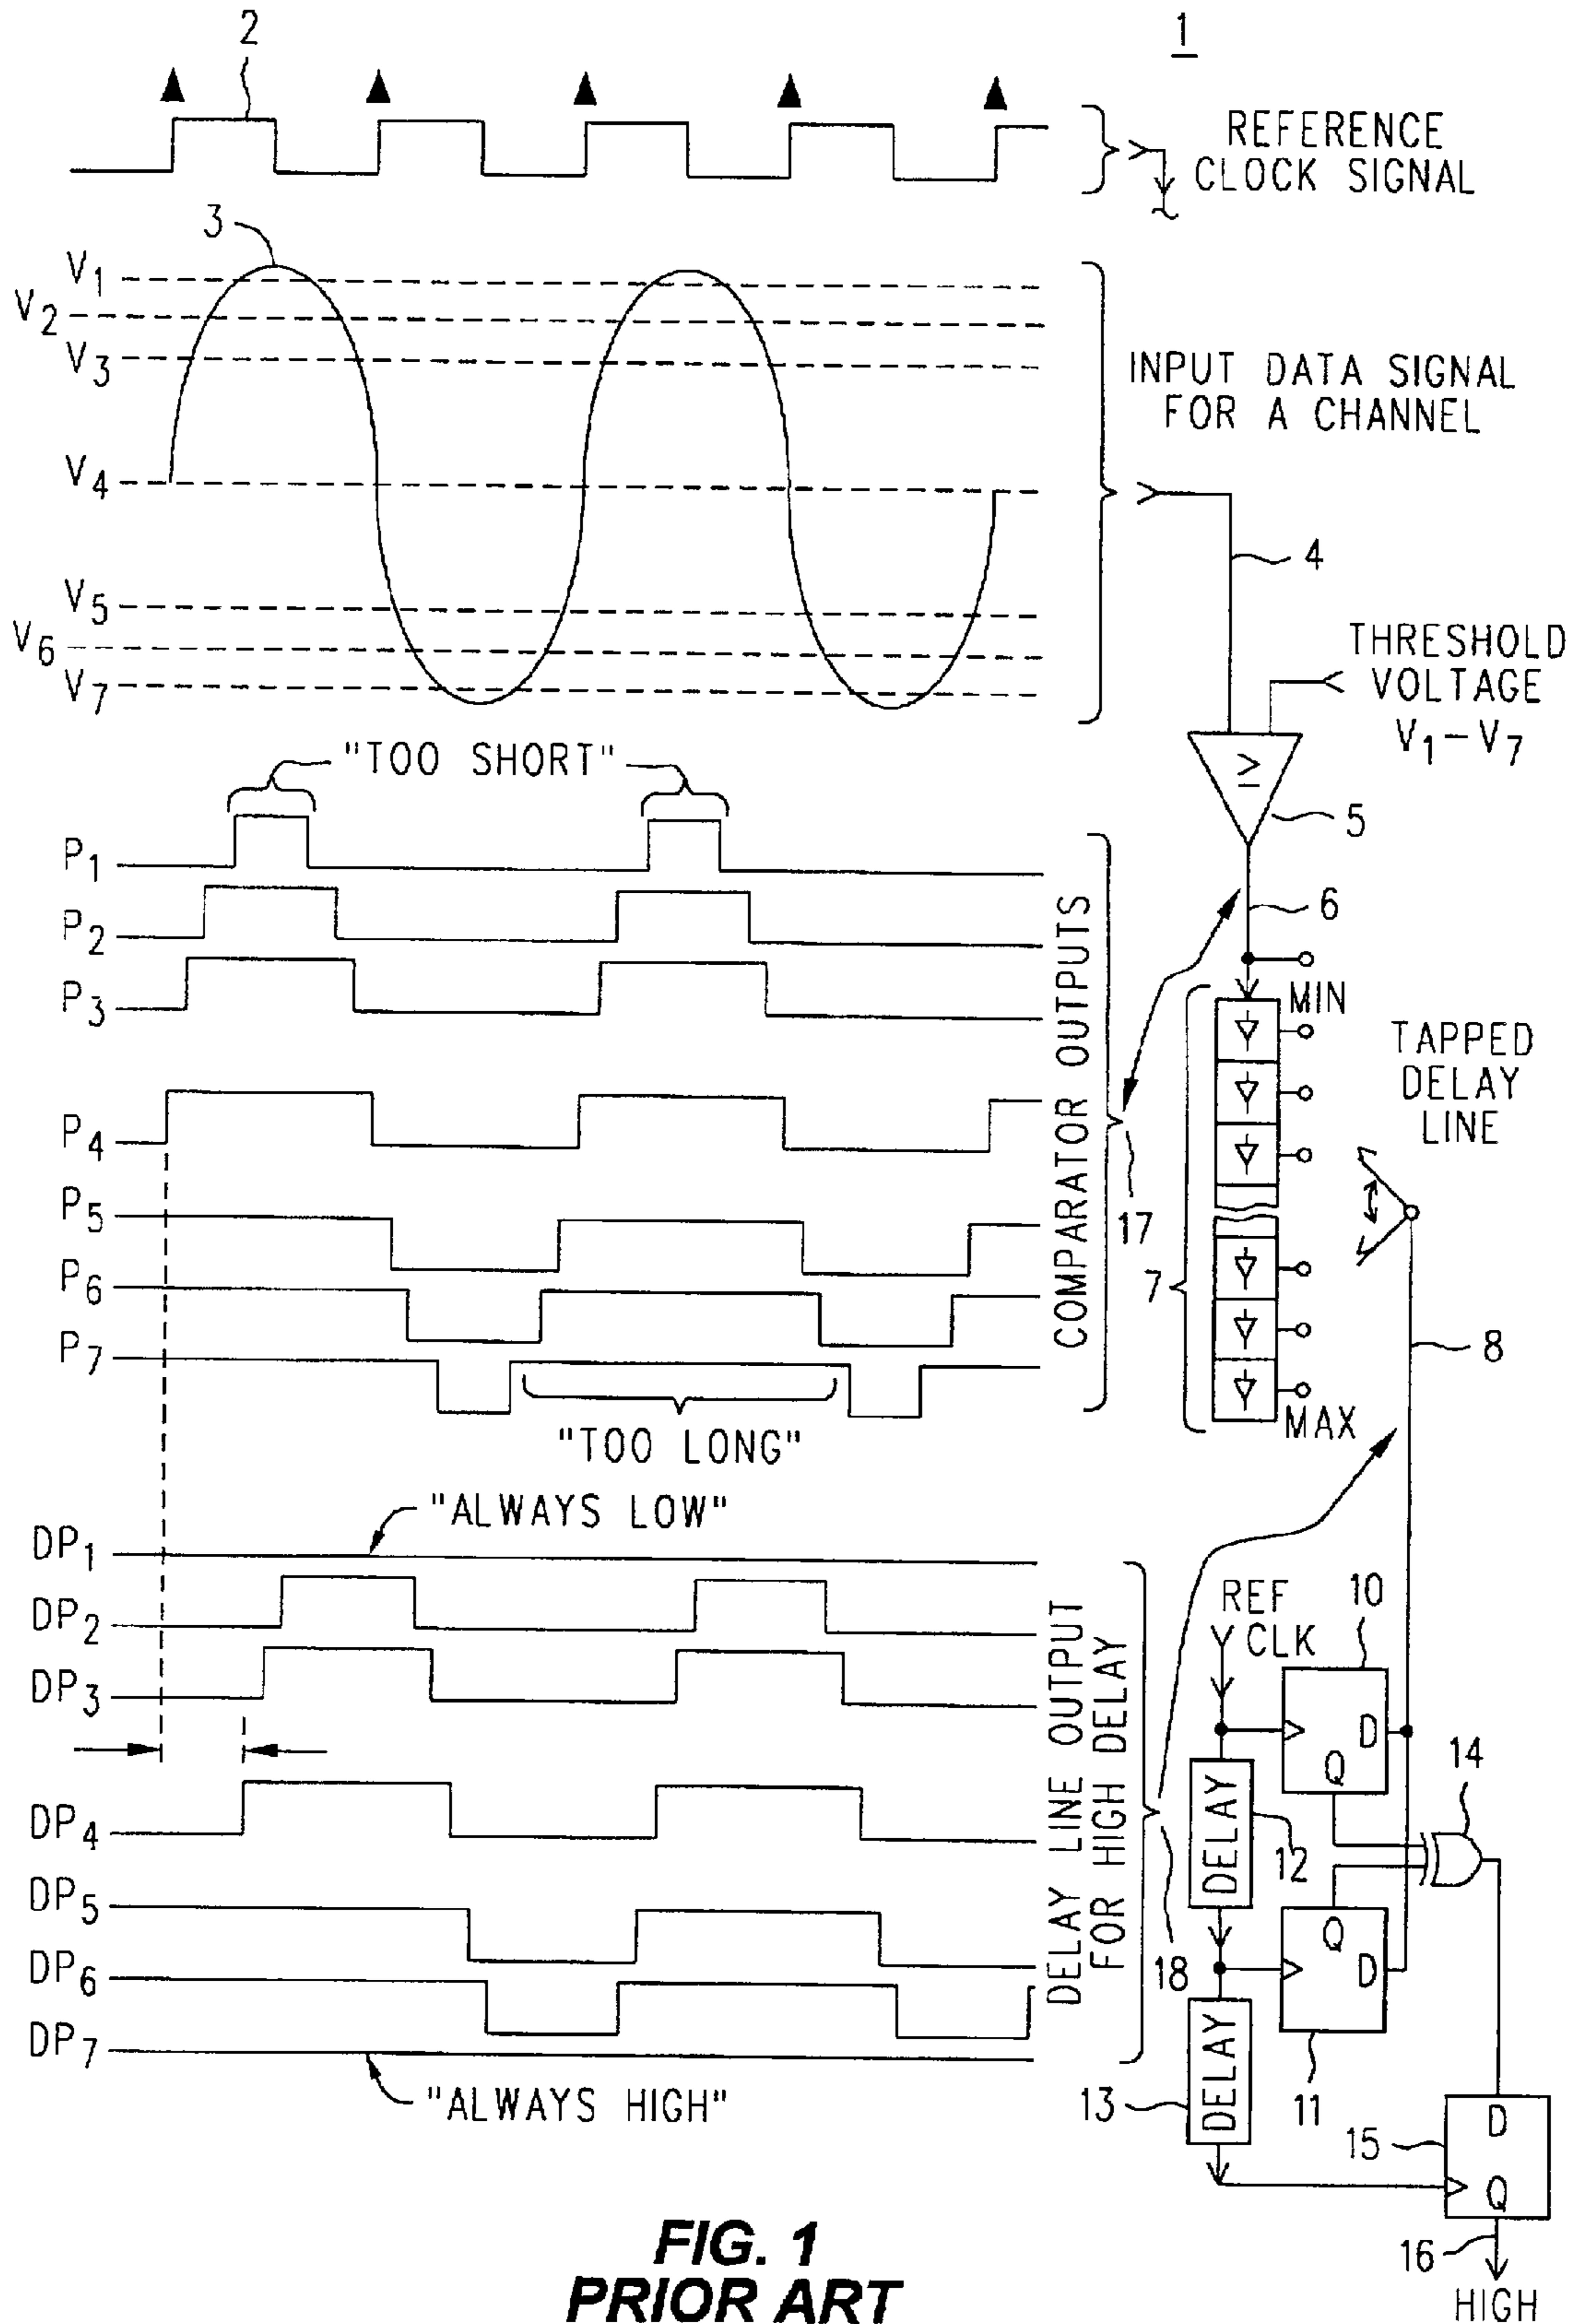 2
1
REFERENCE
CLOCK SIGNAL
3
V1
V2
V3
V4
V5
V6
V7
INPUT DATA SIGNAL
FOR A CHANNEL
4
THRESHOLD
VOLTAGE
V1-V7
≥
5
"TOO SHORT"
P1
P2
P3
P4
P5
P6
P7
"TOO LONG"
COMPARATOR OUTPUTS
17
6
MIN
TAPPED
DELAY
LINE
7
8
MAX
"ALWAYS LOW"
DP1
DP2
DP3
DP4
DP5
DP6
DP7
"ALWAYS HIGH"
DELAY LINE OUTPUT
FOR HIGH DELAY
18
REF
CLK
10
D
Q
14
DELAY
12
Q
D
11
DELAY
13
D
15
Q
16
HIGH
FIG. 1
PRIOR ART